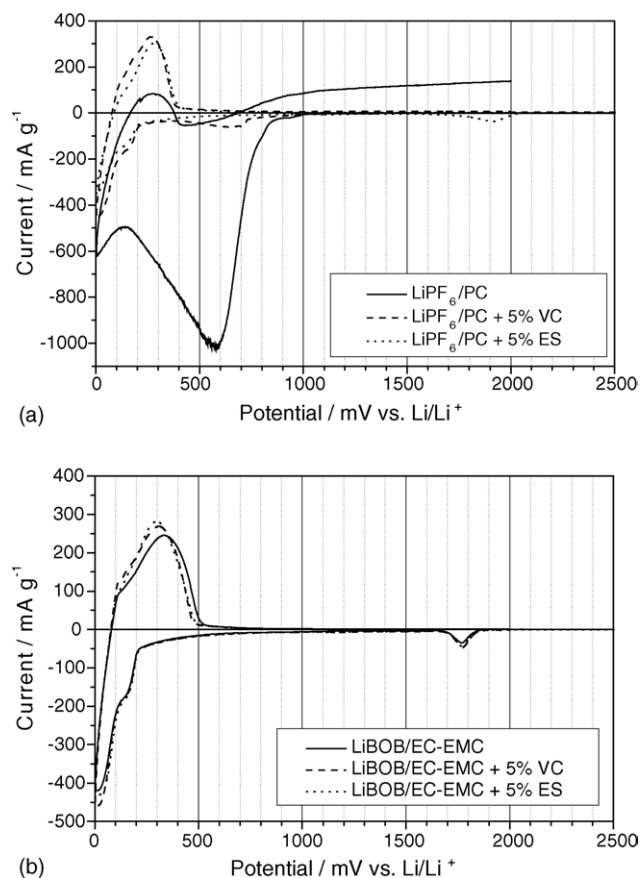 400
200
0
-200
-400
-600
-800
-1000
Current / mA g⁻¹
LiPF₆/PC
LiPF₆/PC + 5% VC
LiPF₆/PC + 5% ES
0 500 1000 1500 2000 2500
(a)
Potential / mV vs. Li/Li⁺
400
300
200
100
0
-100
-200
-300
-400
-500
Current / mA g⁻¹
LiBOB/EC-EMC
LiBOB/EC-EMC + 5% VC
LiBOB/EC-EMC + 5% ES
0 500 1000 1500 2000 2500
(b)
Potential / mV vs. Li/Li⁺